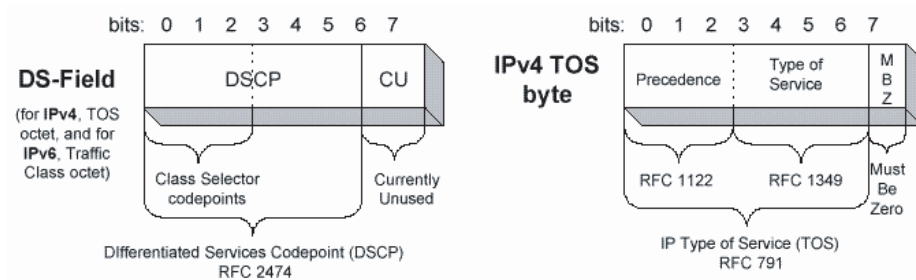 bits: 0 1 2 3 4 5 6 7
DS-Field
(for IPv4, TOS
octet, and for
IPv6, Traffic
Class octet)
DSCP
CU
Class Selector
codepoints
Currently
Unused
DIfferentiated Services Codepoint (DSCP)
RFC 2474
bits: 0 1 2 3 4 5 6 7
IPv4 TOS
byte
Precedence
Type of
Service
M
B
Z
RFC 1122
RFC 1349
Must
Be
Zero
IP Type of Service (TOS)
RFC 791